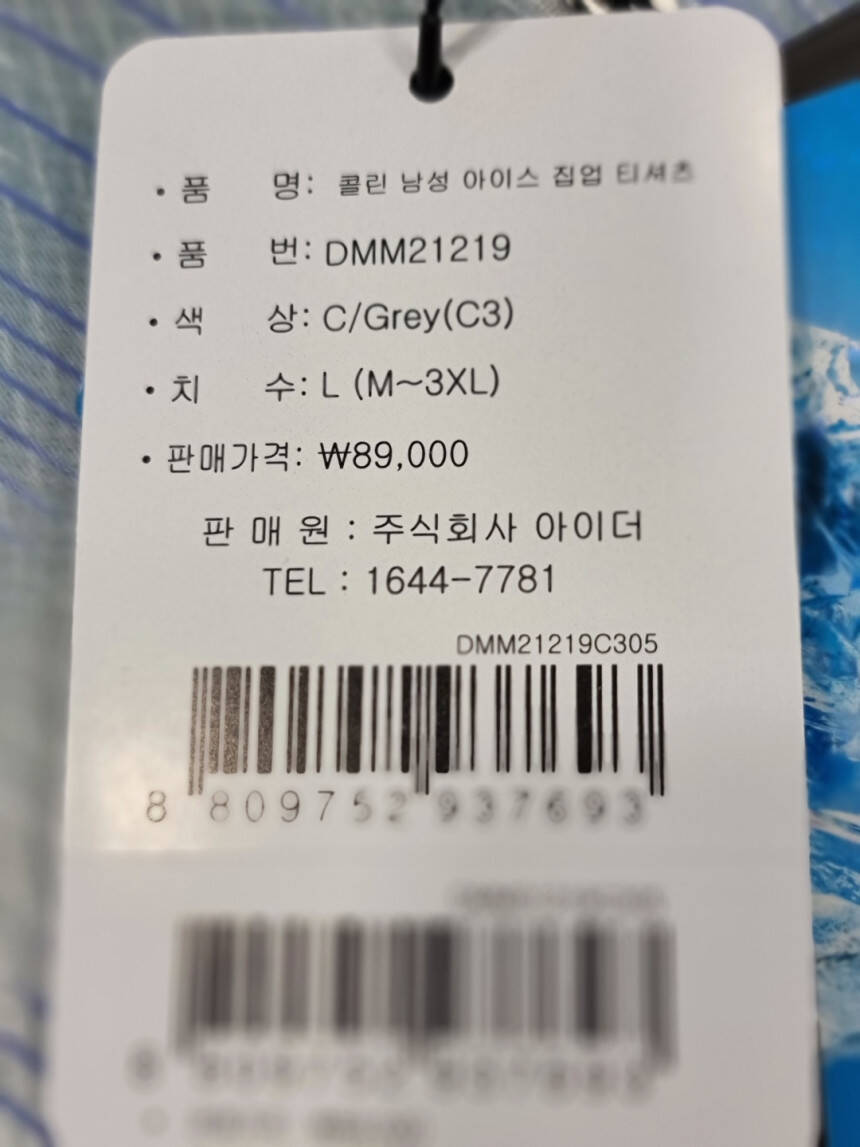 • 품 명: 콜린 남성 아이스 집업 티셔츠
• 품 번: DMM21219
• 색 상: C/Grey(C3)
• 치 수: L (M~3XL)
• 판매가격: ₩89,000
판 매 원 : 주식회사 아이더
TEL : 1644-7781
DMM21219C305
8 809752 937693